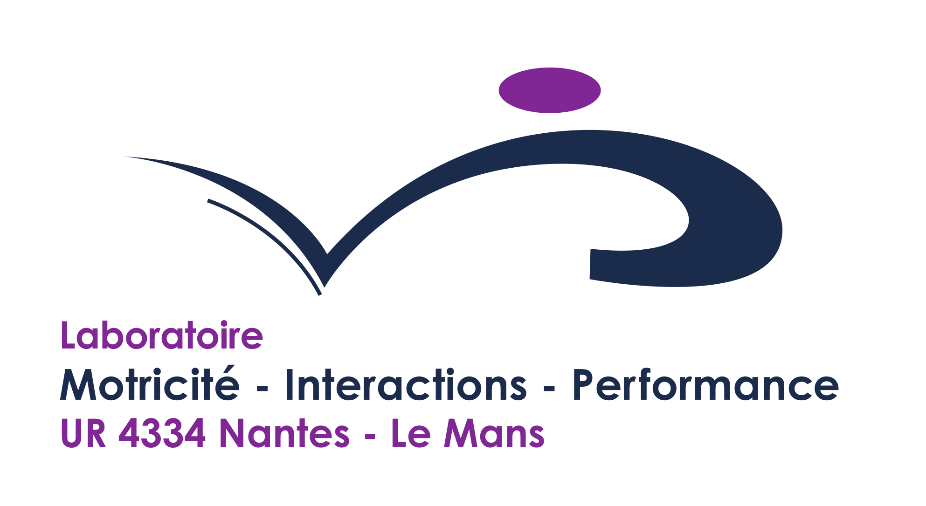 Laboratoire
Motricité - Interactions - Performance
UR 4334 Nantes - Le Mans